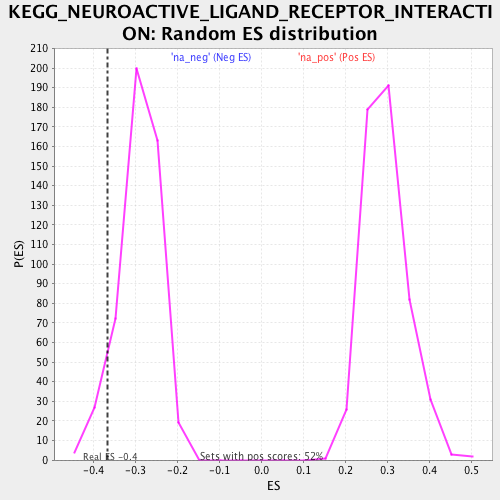 KEGG_NEUROACTIVE_LIGAND_RECEPTOR_INTERACTI
ON: Random ES distribution
'na_neg' (Neg ES) 'na_pos' (Pos ES)
210
200
190
180
170
160
150
140
130
120
110
100
90
80
70
60
50
40
30
20
10
0
P(ES)
Real ES -0.4
Sets with pos scores: 52%
-0.4 -0.3 -0.2 -0.1 0.0 0.1 0.2 0.3 0.4 0.5
ES